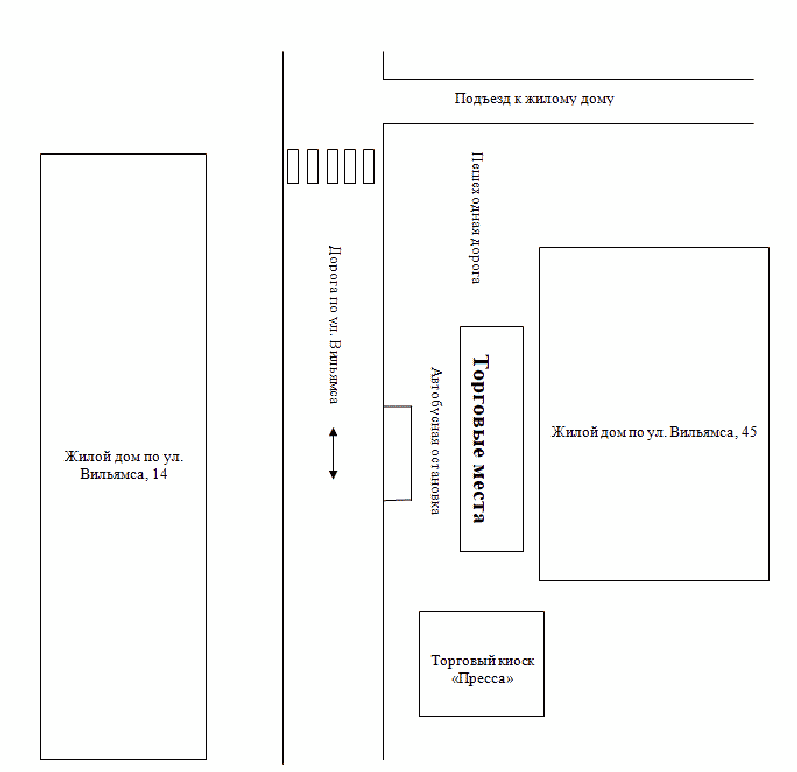 Подъезд к жилому дому
Пешеходная дорога
Дорога по ул. Вильямса
Торговые места
Автобусная остановка
Жилой дом по ул. Вильямса, 45
Жилой дом по ул.
Вильямса, 14
Торговый киоск
«Пресса»